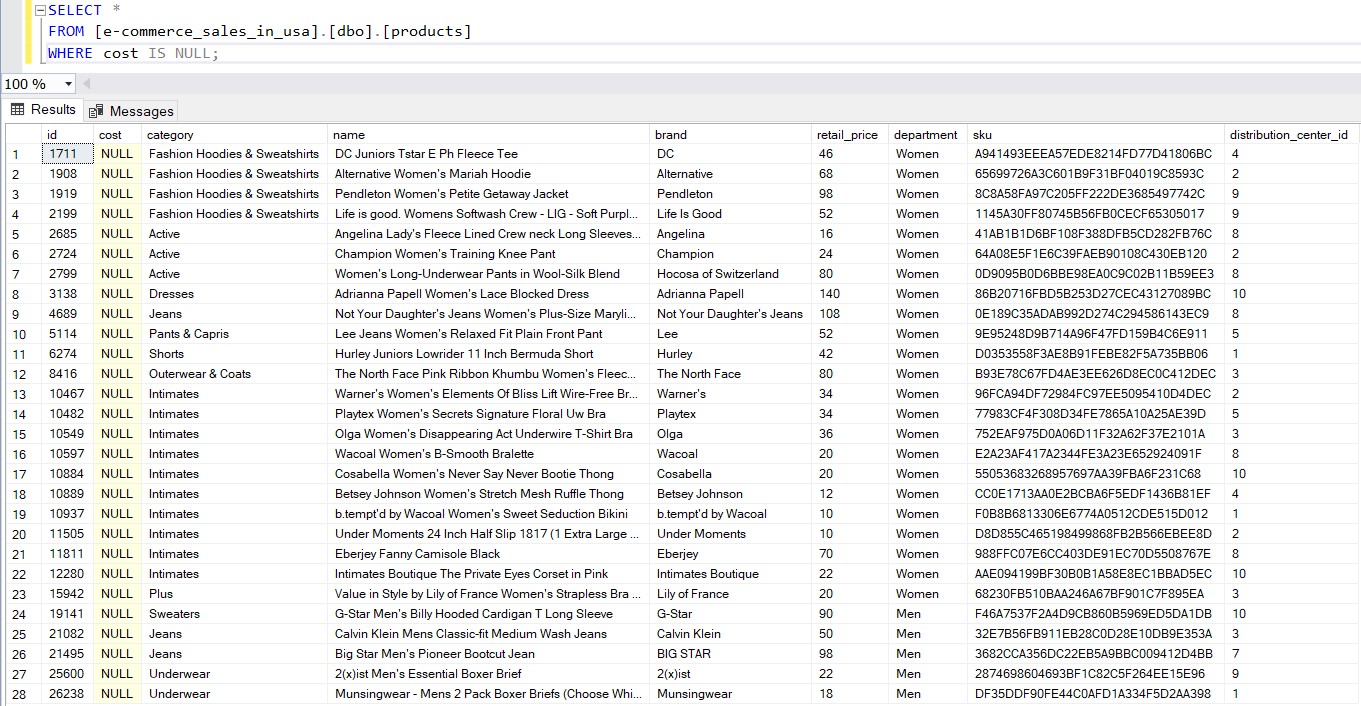 SELECT *
FROM [e-commerce_sales_in_usa].[dbo].[products]
WHERE cost IS NULL;
100 %
Results Messages
id cost category name brand retail_price department sku distribution_center_id
1 1711 NULL Fashion Hoodies & Sweatshirts DC Juniors Tstar E Ph Fleece Tee DC 46 Women A941493EEEA57EDE8214FD77D41806BC 4
2 1908 NULL Fashion Hoodies & Sweatshirts Alternative Women's Mariah Hoodie Alternative 68 Women 65699726A3C601B9F31BF04019C8593C 2
3 1919 NULL Fashion Hoodies & Sweatshirts Pendleton Women's Petite Getaway Jacket Pendleton 98 Women 8C8A58FA97C205FF222DE3685497742C 9
4 2199 NULL Fashion Hoodies & Sweatshirts Life is good. Womens Softwash Crew - LIG - Soft Purpl... Life Is Good 52 Women 1145A30FF80745B56FB0CECF65305017 9
5 2685 NULL Active Angelina Lady's Fleece Lined Crew neck Long Sleeves... Angelina 16 Women 41AB1B1D6BF108F388DFB5CD282FB76C 8
6 2724 NULL Active Champion Women's Training Knee Pant Champion 24 Women 64A08E5F1E6C39FAEB90108C430EB120 2
7 2799 NULL Active Women's Long-Underwear Pants in Wool-Silk Blend Hocosa of Switzerland 80 Women 0D9095B0D6BBE98EA0C9C02B11B59EE3 8
8 3138 NULL Dresses Adrianna Papell Women's Lace Blocked Dress Adrianna Papell 140 Women 86B20716FBD5B253D27CEC43127089BC 10
9 4689 NULL Jeans Not Your Daughter's Jeans Women's Plus-Size Maryli... Not Your Daughter's Jeans 108 Women 0E189C35ADAB992D274C294586143EC9 8
10 5114 NULL Pants & Capris Lee Jeans Women's Relaxed Fit Plain Front Pant Lee 52 Women 9E95248D9B714A96F47FD159B4C6E911 5
11 6274 NULL Shorts Hurley Juniors Lowrider 11 Inch Bermuda Short Hurley 42 Women D0353558F3AE8B91FEBE82F5A735BB06 1
12 8416 NULL Outerwear & Coats The North Face Pink Ribbon Khumbu Women's Fleec... The North Face 80 Women B93E78C67FD4AE3EE626D8EC0C412DEC 3
13 10467 NULL Intimates Warner's Women's Elements Of Bliss Lift Wire-Free Br... Warner's 34 Women 96FCA94DF72984FC97EE5095410D4DEC 2
14 10482 NULL Intimates Playtex Women's Secrets Signature Floral Uw Bra Playtex 34 Women 77983CF4F308D34FE7865A10A25AE39D 5
15 10549 NULL Intimates Olga Women's Disappearing Act Underwire T-Shirt Bra Olga 36 Women 752EAF975D0A06D11F32A62F37E2101A 3
16 10597 NULL Intimates Wacoal Women's B-Smooth Bralette Wacoal 20 Women E2A23AF417A2344FE3A23E652924091F 8
17 10884 NULL Intimates Cosabella Women's Never Say Never Bootie Thong Cosabella 20 Women 55053683268957697AA39FBA6F231C68 10
18 10889 NULL Intimates Betsey Johnson Women's Stretch Mesh Ruffle Thong Betsey Johnson 12 Women CC0E1713AA0E2BCBA6F5EDF1436B81EF 4
19 10937 NULL Intimates b.tempt'd by Wacoal Women's Sweet Seduction Bikini b.tempt'd by Wacoal 10 Women F0B8B6813306E6774A0512CDE515D012 1
20 11505 NULL Intimates Under Moments 24 Inch Half Slip 1817 (1 Extra Large ... Under Moments 10 Women D8D855C465198499868FB2B566EBEE8D 2
21 11811 NULL Intimates Eberjey Fanny Camisole Black Eberjey 70 Women 988FFC07E6CC403DE91EC70D5508767E 8
22 12280 NULL Intimates Intimates Boutique The Private Eyes Corset in Pink Intimates Boutique 22 Women AAE094199BF30B0B1A58E8EC1BBAD5EC 10
23 15942 NULL Plus Value in Style by Lily of France Women's Strapless Bra ... Lily of France 20 Women 68230FB510BAA246A67BF901C7F895EA 3
24 19141 NULL Sweaters G-Star Men's Billy Hooded Cardigan T Long Sleeve G-Star 90 Men F46A7537F2A4D9CB860B5969ED5DA1DB 10
25 21082 NULL Jeans Calvin Klein Mens Classic-fit Medium Wash Jeans Calvin Klein 50 Men 32E7B56FB911EB28C0D28E10DB9E353A 3
26 21495 NULL Jeans Big Star Men's Pioneer Bootcut Jean BIG STAR 98 Men 3682CCA356DC22EB5A9BBC009412D4BB 7
27 25600 NULL Underwear 2(x)ist Men's Essential Boxer Brief 2(x)ist 22 Men 2874698604693BF1C82C5F264EE15E96 9
28 26238 NULL Underwear Munsingwear - Mens 2 Pack Boxer Briefs (Choose Whi... Munsingwear 18 Men DF35DDF90FE44C0AFD1A334F5D2AA398 1